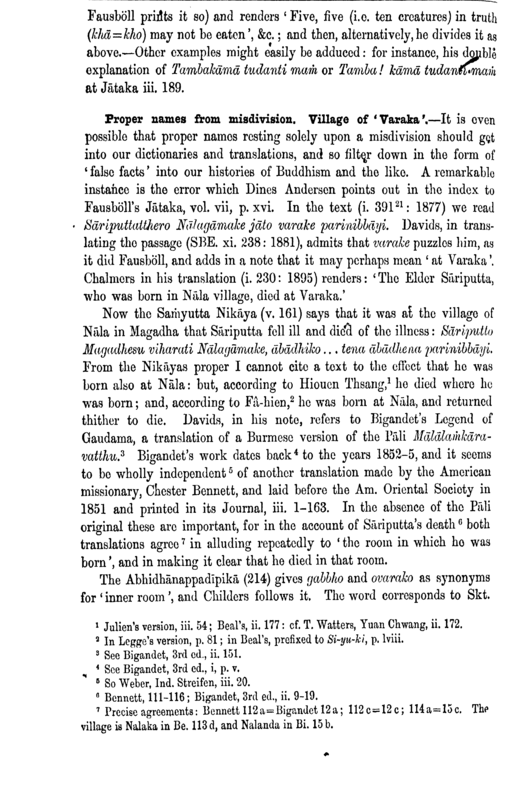 Fausböll prints it so) and renders ‘ Five, five (i.e. ten creatures) in truth
(khā=kho) may not be eaten ’, &c. ; and then, alternatively, he divides it as
above.—Other examples might easily be adduced : for instance, his double
explanation of Tambakāmā tudanti maṁ or Tamba ! kāmā tudanti maṁ
at Jātaka iii. 189.
Proper names from misdivision. Village of ‘ Varaka ’.—It is even
possible that proper names resting solely upon a misdivision should get
into our dictionaries and translations, and so filter down in the form of
‘ false facts ’ into our histories of Buddhism and the like. A remarkable
instance is the error which Dines Andersen points out in the index to
Fausböll’s Jātaka, vol. vii, p. xvi. In the text (i. 391²¹ : 1877) we read
Sāriputtatthero Nālagāmake jāto varake parinibbāyi. Davids, in trans-
lating the passage (SBE. xi. 238 : 1881), admits that varake puzzles him, as
it did Fausböll, and adds in a note that it may perhaps mean ‘ at Varaka ’.
Chalmers in his translation (i. 230 : 1895) renders : ‘ The Elder Sāriputta,
who was born in Nāla village, died at Varaka.’
Now the Saṁyutta Nikāya (v. 161) says that it was at the village of
Nāla in Magadha that Sāriputta fell ill and died of the illness : Sāriputto
Magadhesu viharati Nālagāmake, ābādhiko . . . tena ābādhena parinibbāyi.
From the Nikāyas proper I cannot cite a text to the effect that he was
born also at Nāla : but, according to Hiouen Thsang,¹ he died where he
was born ; and, according to Fâ-hien,² he was born at Nāla, and returned
thither to die. Davids, in his note, refers to Bigandet’s Legend of
Gaudama, a translation of a Burmese version of the Pāli Mālālaṁkāra-
vatthu.³ Bigandet’s work dates back⁴ to the years 1852–5, and it seems
to be wholly independent⁵ of another translation made by the American
missionary, Chester Bennett, and laid before the Am. Oriental Society in
1851 and printed in its Journal, iii. 1–163. In the absence of the Pāli
original these are important, for in the account of Sāriputta’s death⁶ both
translations agree⁷ in alluding repeatedly to ‘ the room in which he was
born ’, and in making it clear that he died in that room.
The Abhidhānappadīpikā (214) gives gabbho and ovarako as synonyms
for ‘ inner room ’, and Childers follows it. The word corresponds to Skt.
¹ Julien’s version, iii. 54 ; Beal’s, ii. 177 : cf. T. Watters, Yuan Chwang, ii. 172.
² In Legge’s version, p. 81 ; in Beal’s, prefixed to Si-yu-ki, p. lviii.
³ See Bigandet, 3rd ed., ii. 151.
⁴ See Bigandet, 3rd ed., i, p. v.
⁵ So Weber, Ind. Streifen, iii. 20.
⁶ Bennett, 111–116 ; Bigandet, 3rd ed., ii. 9–19.
⁷ Precise agreements : Bennett 112 a = Bigandet 12 a ; 112 c = 12 c ; 114 a = 15 c. The
village is Nalaka in Be. 113 d, and Nalanda in Bi. 15 b.